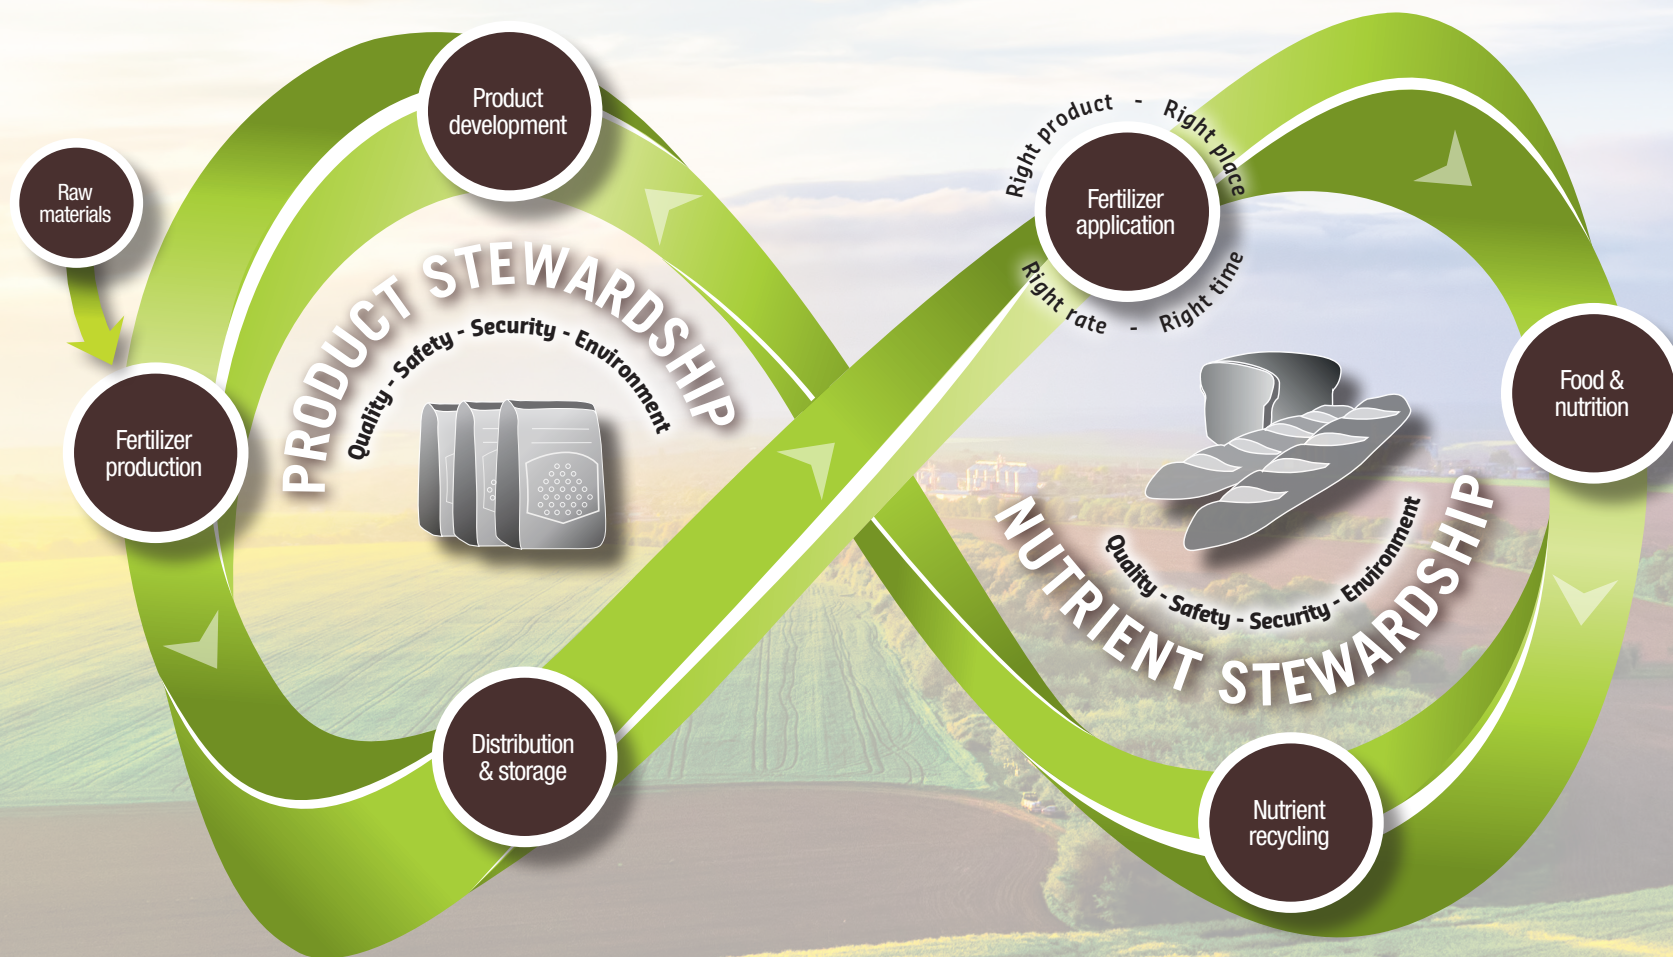 Product
development
Raw
materials
Fertilizer
production
PRODUCT STEWARDSHIP
Quality - Safety - Security - Environment
Distribution
& storage
Right product - Right place
Fertilizer
application
Right rate - Right time
Food &
nutrition
Quality - Safety - Security - Environment
NUTRIENT STEWARDSHIP
Nutrient
recycling